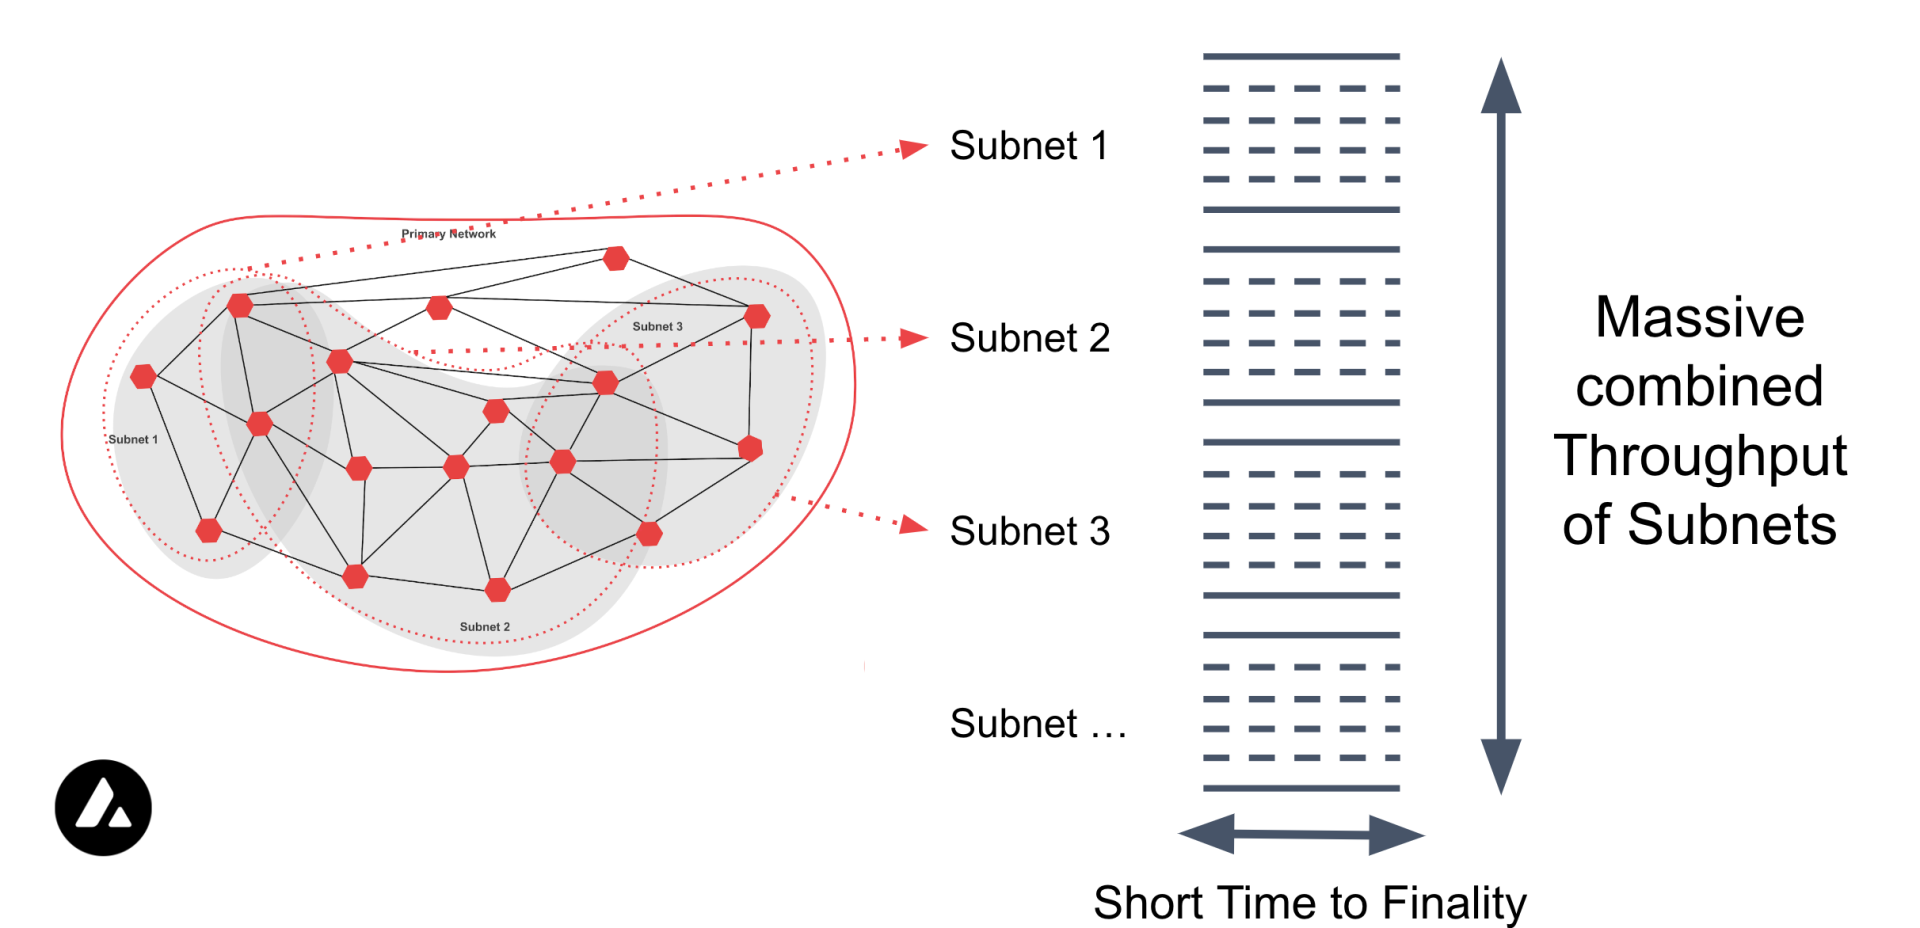 Primary Network
Subnet 3
Subnet 1
Subnet 2
Subnet 1
Subnet 2
Subnet 3
Subnet …
Massive
combined
Throughput
of Subnets
Short Time to Finality